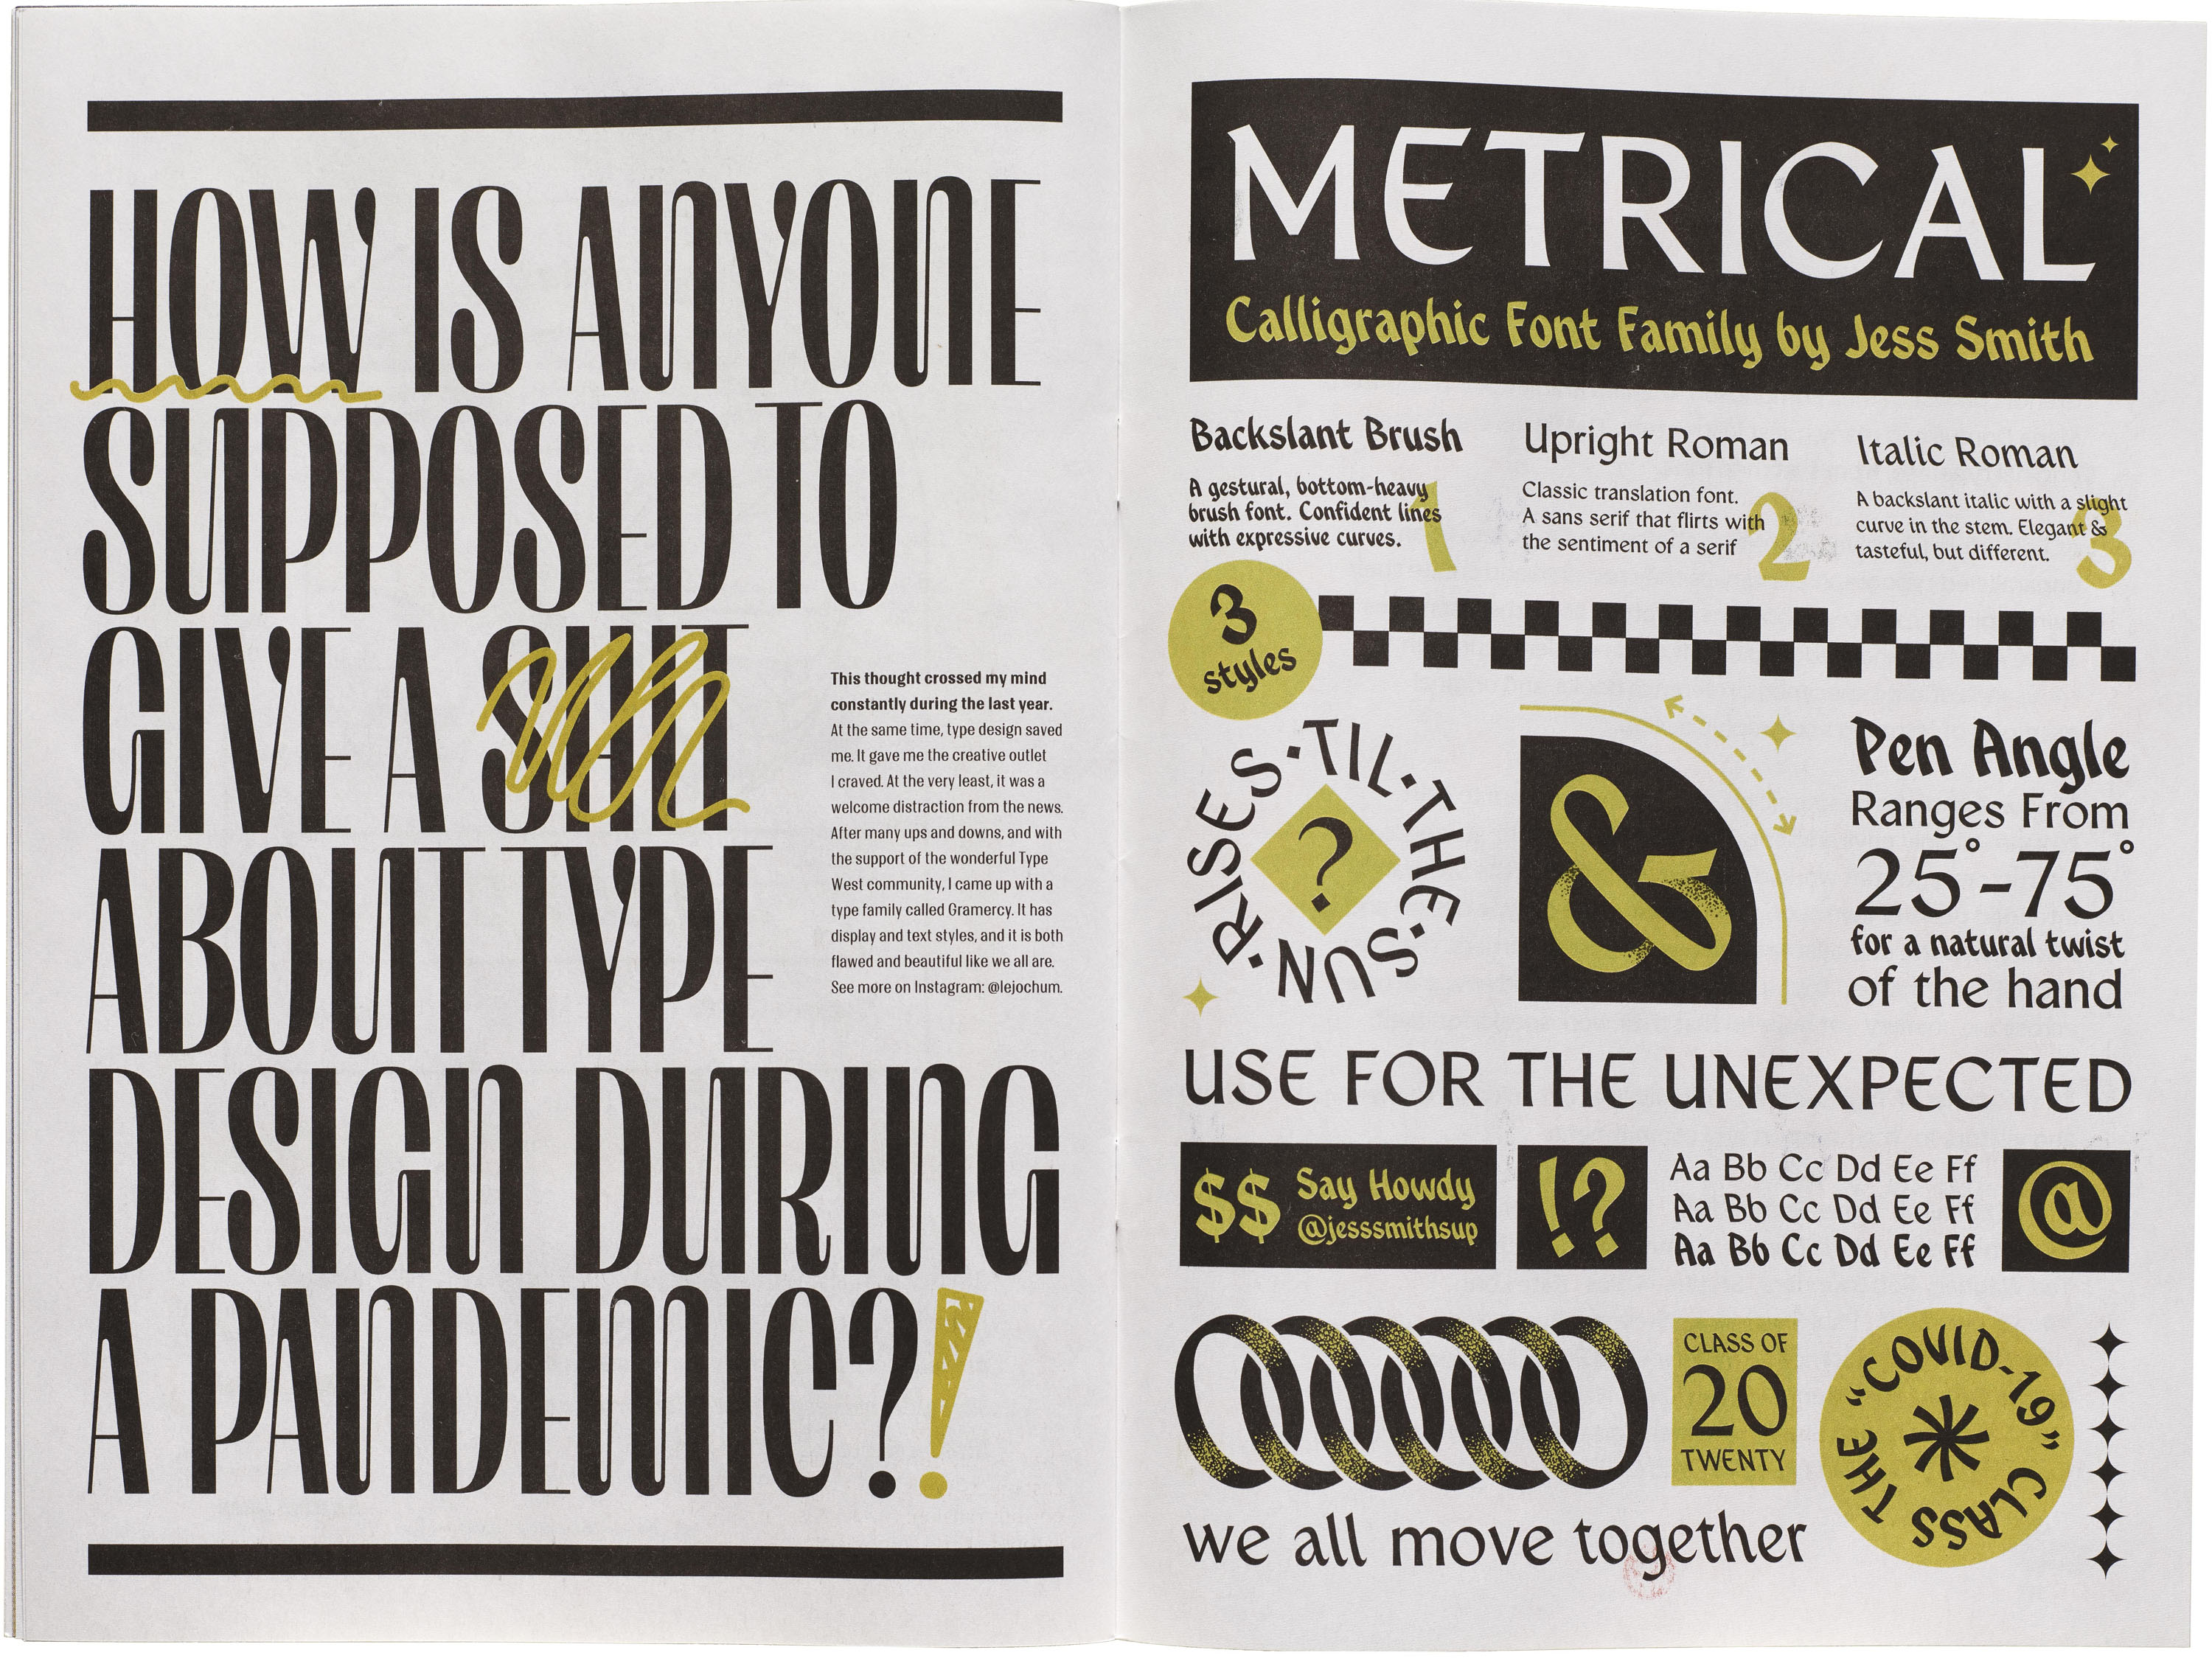 HOW IS ANYONE
SUPPOSED TO
GIVE A SHIT
ABOUT TYPE
DESIGN DURING
A PANDEMIC?!
This thought crossed my mind
constantly during the last year.
At the same time, type design saved
me. It gave me the creative outlet
I craved. At the very least, it was a
welcome distraction from the news.
After many ups and downs, and with
the support of the wonderful Type
West community, I came up with a
type family called Gramercy. It has
display and text styles, and it is both
flawed and beautiful like we all are.
See more on Instagram: @lejochum.
METRICAL
Calligraphic Font Family by Jess Smith
Backslant Brush
A gestural, bottom-heavy
brush font. Confident lines
with expressive curves.
1
Upright Roman
Classic translation font.
A sans serif that flirts with
the sentiment of a serif
2
Italic Roman
A backslant italic with a slight
curve in the stem. Elegant &
tasteful, but different.
3
3
styles
·TIL·THE·SUN·RISES
?
&
Pen Angle
Ranges From
25°-75°
for a natural twist
of the hand
USE FOR THE UNEXPECTED
$$
Say Howdy
@jesssmithsup
!?
Aa Bb Cc Dd Ee Ff
Aa Bb Cc Dd Ee Ff
Aa Bb Cc Dd Ee Ff
@
CLASS OF
20
TWENTY
THE "COVID-19" CLASS
we all move together